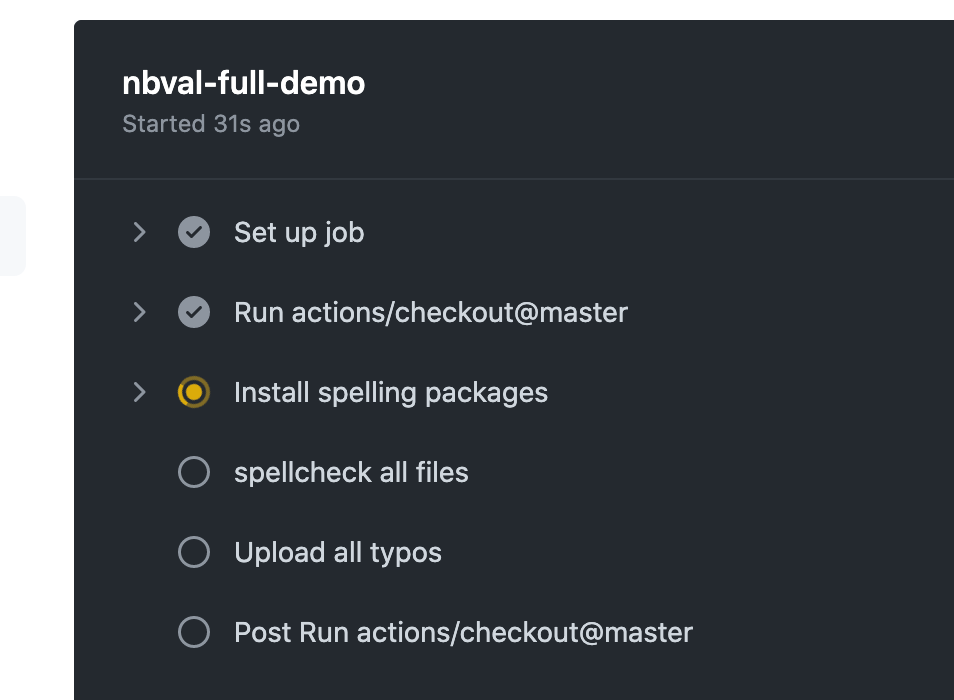 nbval-full-demo
Started 31s ago
Set up job
Run actions/checkout@master
Install spelling packages
spellcheck all files
Upload all typos
Post Run actions/checkout@master